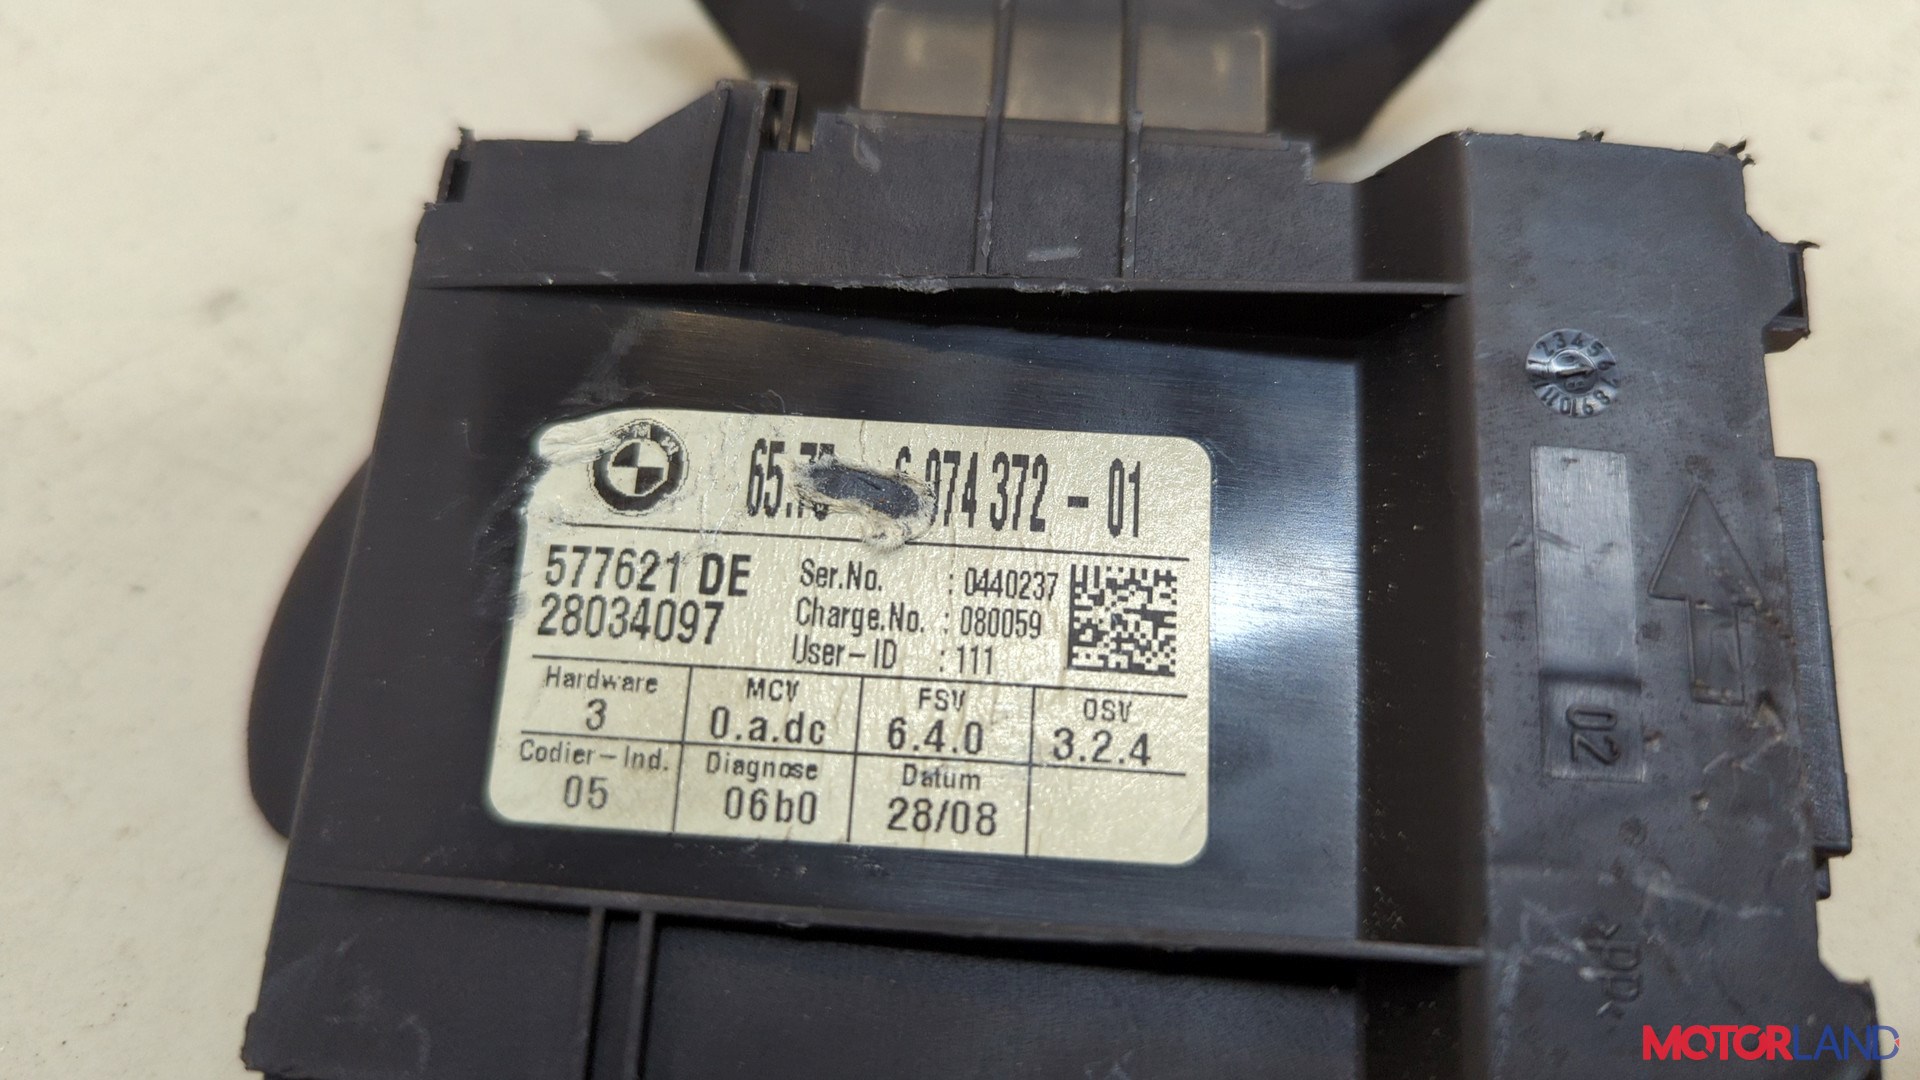 65.75 6 974 372 - 01
577621 DE
28034097
Ser.No. : 0440237
Charge.No. : 080059
User-ID : 111
Hardware MCV FSV OSV
3 0.a.dc 6.4.0 3.2.4
Codier-Ind. Diagnose Datum
05 06b0 28/08
02
MOTORLAND